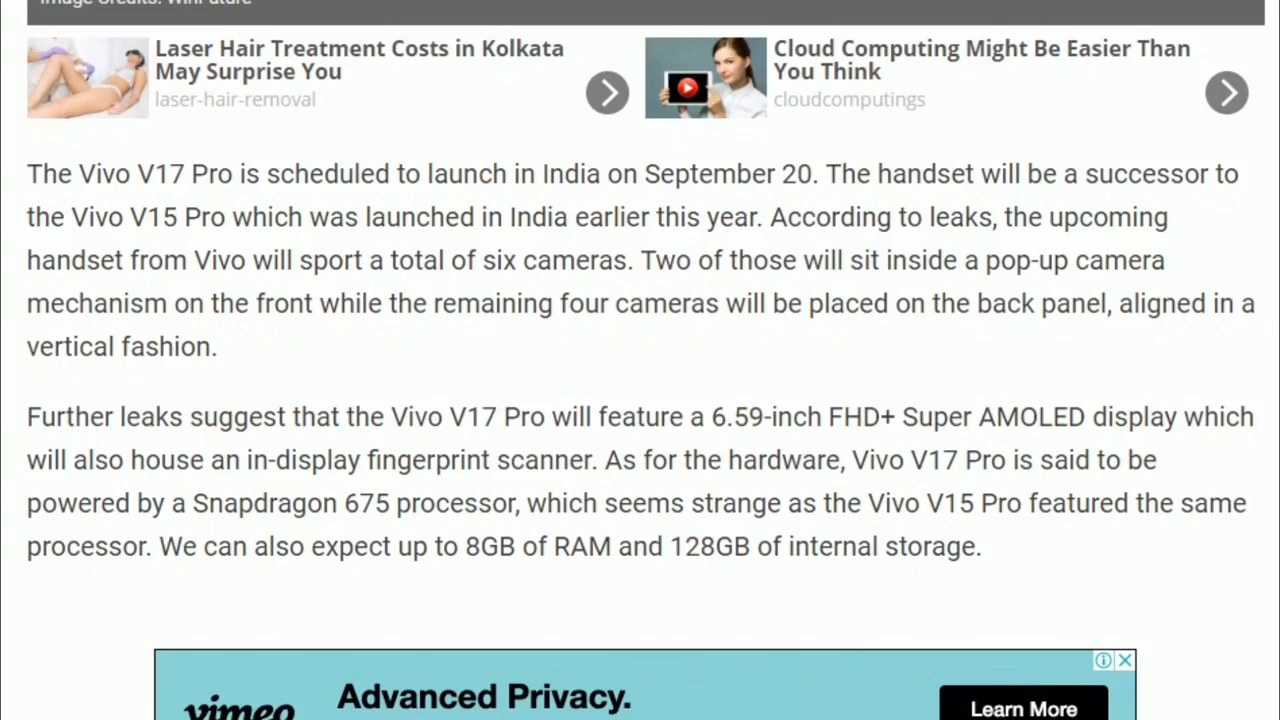 Image Credits: WinFuture
Laser Hair Treatment Costs in Kolkata
May Surprise You
laser-hair-removal
Cloud Computing Might Be Easier Than
You Think
cloudcomputings
The Vivo V17 Pro is scheduled to launch in India on September 20. The handset will be a successor to
the Vivo V15 Pro which was launched in India earlier this year. According to leaks, the upcoming
handset from Vivo will sport a total of six cameras. Two of those will sit inside a pop-up camera
mechanism on the front while the remaining four cameras will be placed on the back panel, aligned in a
vertical fashion.
Further leaks suggest that the Vivo V17 Pro will feature a 6.59-inch FHD+ Super AMOLED display which
will also house an in-display fingerprint scanner. As for the hardware, Vivo V17 Pro is said to be
powered by a Snapdragon 675 processor, which seems strange as the Vivo V15 Pro featured the same
processor. We can also expect up to 8GB of RAM and 128GB of internal storage.
vimeo
Advanced Privacy.
Learn More